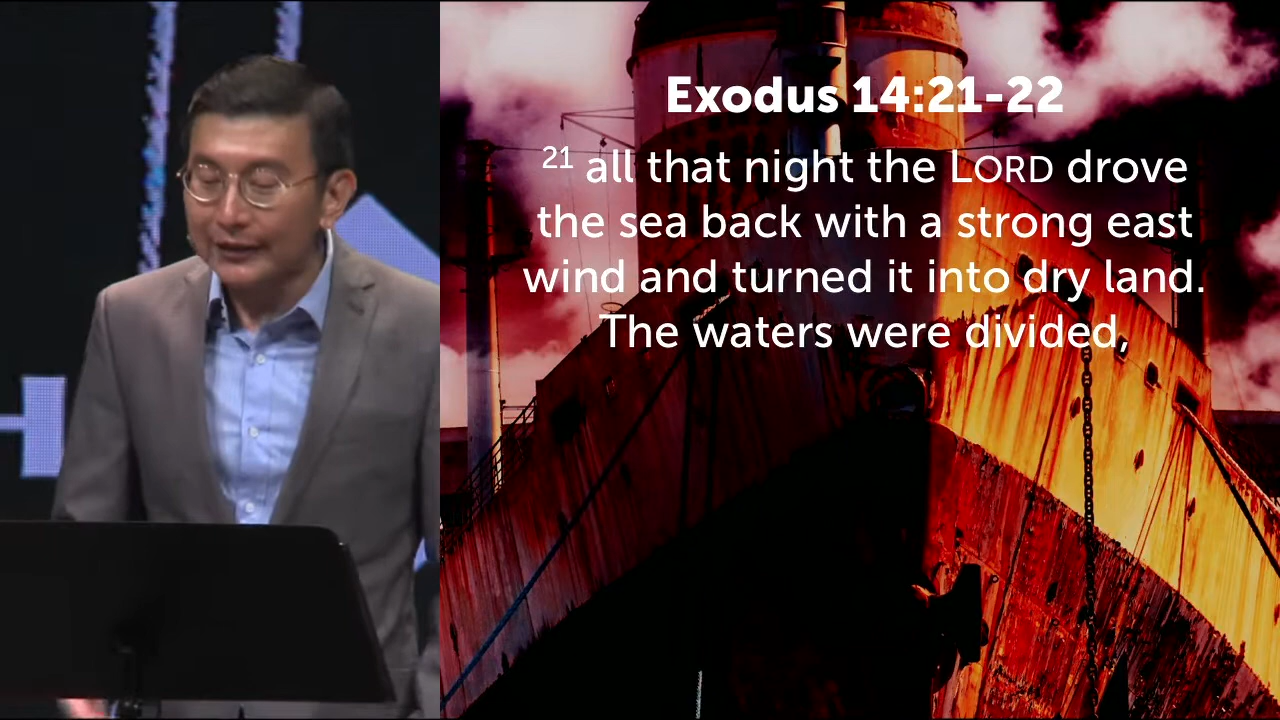 Exodus 14:21-22
21 all that night the LORD drove
the sea back with a strong east
wind and turned it into dry land.
The waters were divided,